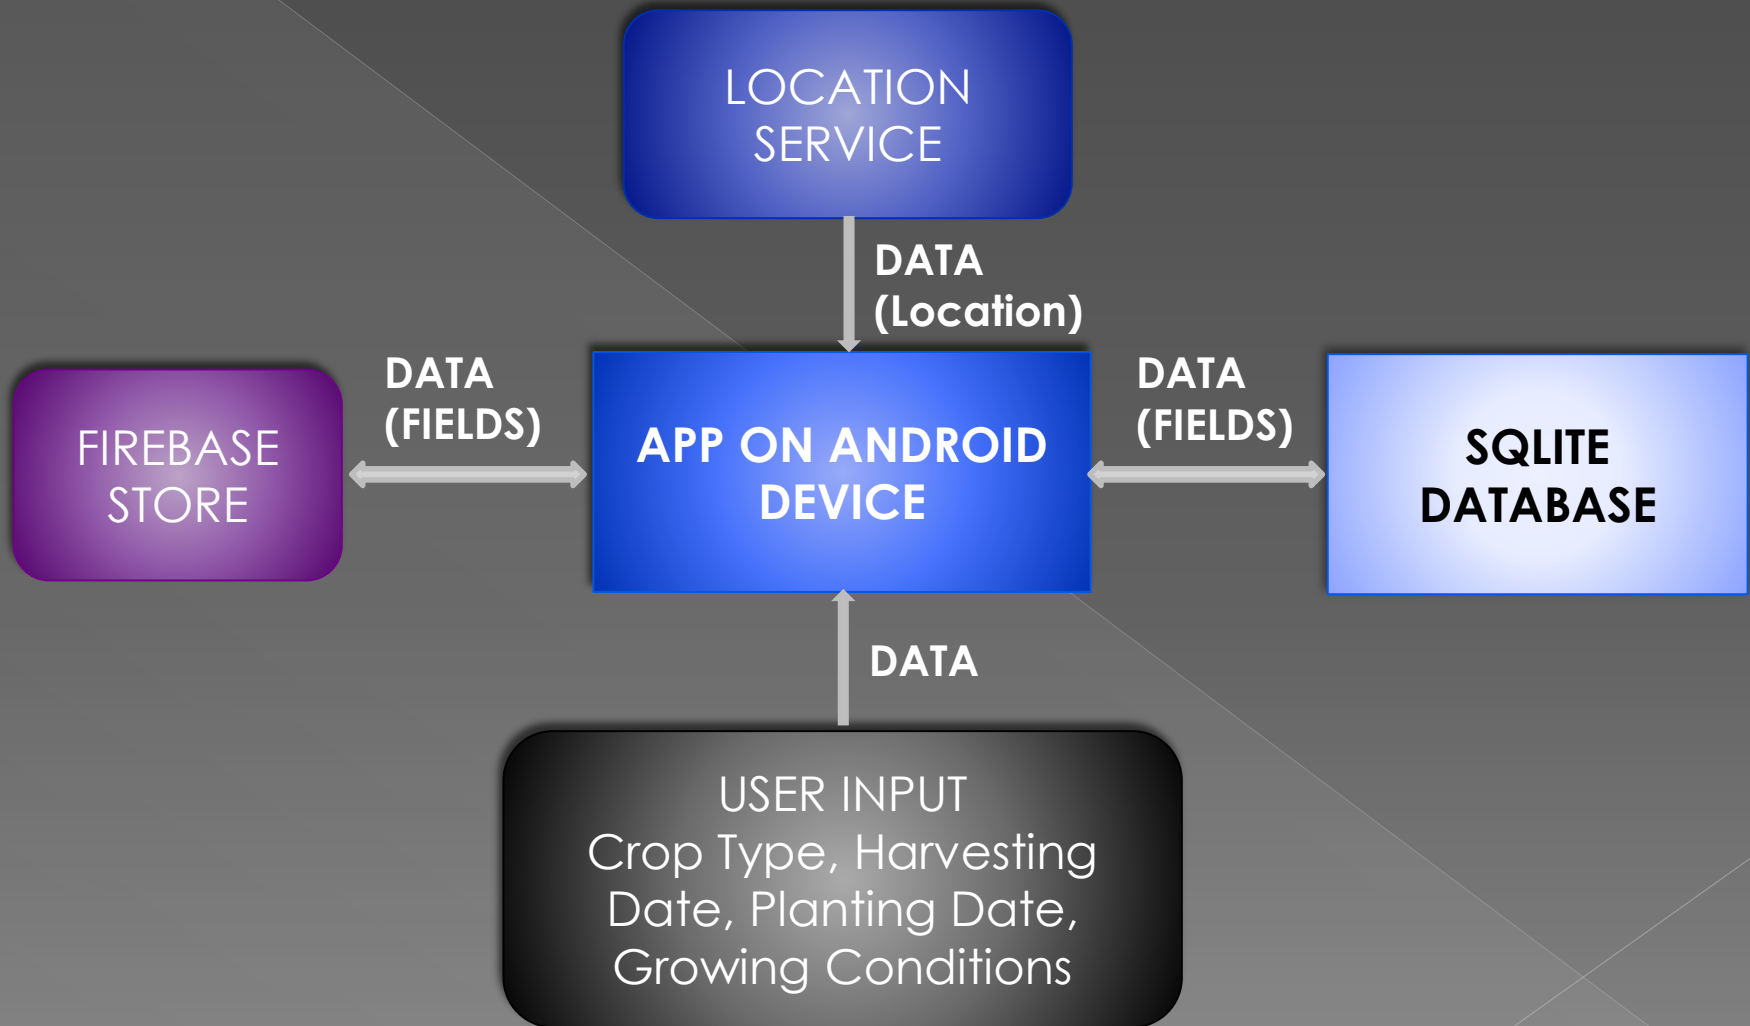 LOCATION
SERVICE
DATA
(Location)
DATA
(FIELDS)
DATA
(FIELDS)
FIREBASE
STORE
APP ON ANDROID
DEVICE
SQLITE
DATABASE
DATA
USER INPUT
Crop Type, Harvesting
Date, Planting Date,
Growing Conditions